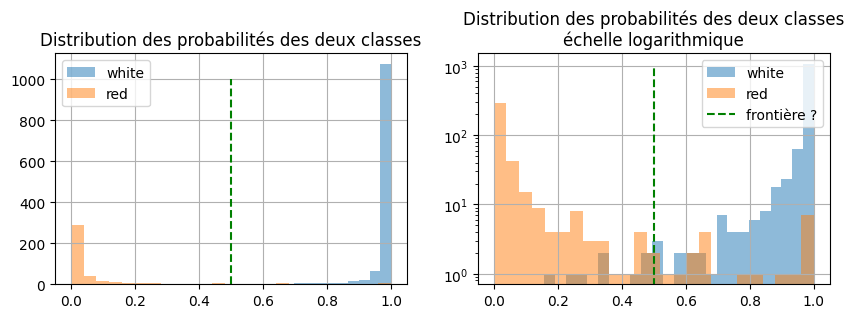 Distribution des probabilités des deux classes
white
red
1000
800
600
400
200
0
0.0 0.2 0.4 0.6 0.8 1.0
Distribution des probabilités des deux classes
échelle logarithmique
white
red
frontière ?
10³
10²
10¹
10⁰
0.0 0.2 0.4 0.6 0.8 1.0